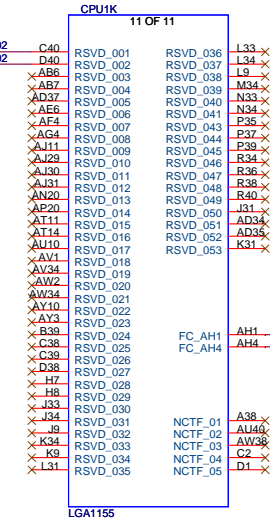 CPU1K
11 OF 11
02 C40 RSVD_001 RSVD_036 L33
02 D40 RSVD_002 RSVD_037 L34
AB6 RSVD_003 RSVD_038 L9
AB7 RSVD_004 RSVD_039 M34
AD37 RSVD_005 RSVD_040 N33
AE6 RSVD_006 RSVD_041 N34
AF4 RSVD_007 RSVD_043 P35
AG4 RSVD_008 RSVD_044 P37
AJ11 RSVD_009 RSVD_045 P39
AJ29 RSVD_010 RSVD_046 R34
AJ30 RSVD_011 RSVD_047 R36
AJ31 RSVD_012 RSVD_048 R38
AN20 RSVD_013 RSVD_049 R40
AP20 RSVD_014 RSVD_050 J31
AT11 RSVD_015 RSVD_051 AD34
AT14 RSVD_016 RSVD_052 AD35
AU10 RSVD_017 RSVD_053 K31
AV1 RSVD_018
AV34 RSVD_019
AW2 RSVD_020
AW34 RSVD_021
AY10 RSVD_022
AY3 RSVD_023
B39 RSVD_024 FC_AH1 AH1
C38 RSVD_025 FC_AH4 AH4
C39 RSVD_026
D38 RSVD_027
H7 RSVD_028
H8 RSVD_029
J33 RSVD_030
J34 RSVD_031 NCTF_01 A38
J9 RSVD_032 NCTF_02 AU40
K34 RSVD_033 NCTF_03 AW38
K9 RSVD_034 NCTF_04 C2
L31 RSVD_035 NCTF_05 D1
LGA1155